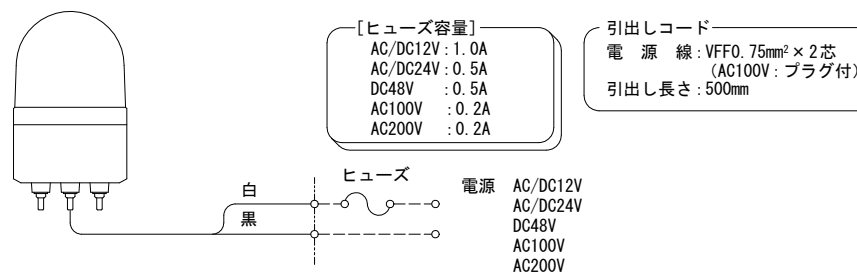 [ヒューズ容量]
AC/DC12V:1.0A
AC/DC24V:0.5A
DC48V :0.5A
AC100V :0.2A
AC200V :0.2A
引出しコード
電 源 線:VFF0.75mm²×2芯
(AC100V:プラグ付)
引出し長さ:500mm
白
黒
ヒューズ
電源 AC/DC12V
AC/DC24V
DC48V
AC100V
AC200V